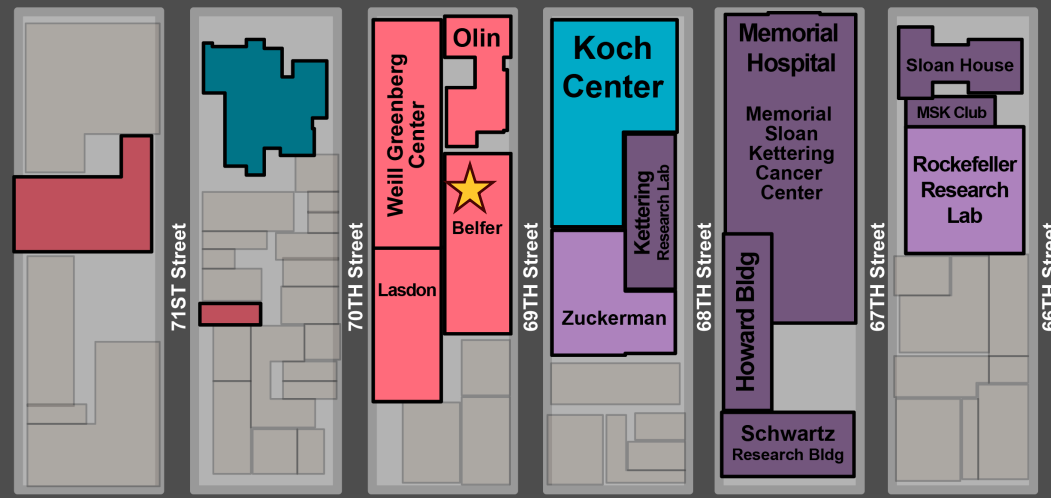 71ST Street
70TH Street
Weill Greenberg
Center
Olin
Belfer
Lasdon
69TH Street
Koch
Center
Kettering
Research Lab
Zuckerman
68TH Street
Memorial
Hospital
Memorial
Sloan
Kettering
Cancer
Center
Howard Bldg
Schwartz
Research Bldg
67TH Street
Sloan House
MSK Club
Rockefeller
Research
Lab
66TH Street